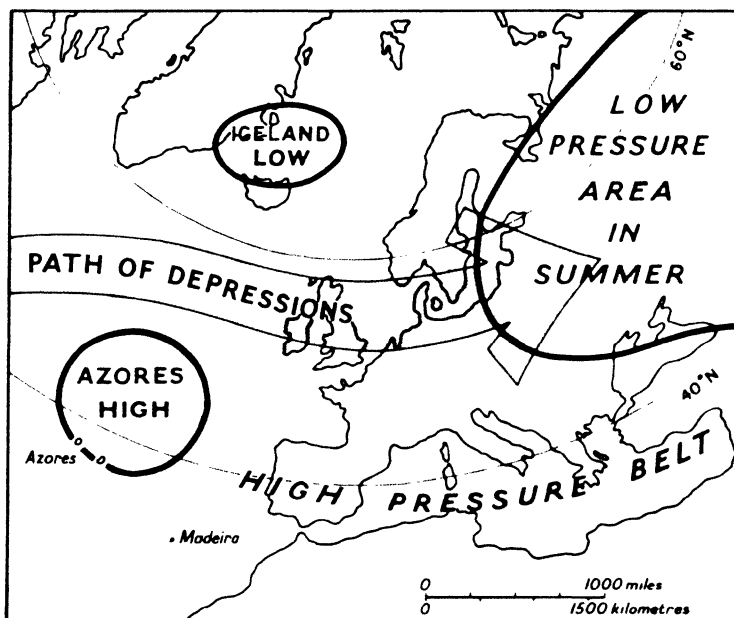 60°N
LOW
PRESSURE
AREA
IN
SUMMER
ICELAND
LOW
PATH OF DEPRESSIONS
AZORES
HIGH
40°N
Azores
HIGH PRESSURE BELT
Madeira
0 1000 miles
0 1500 kilometres